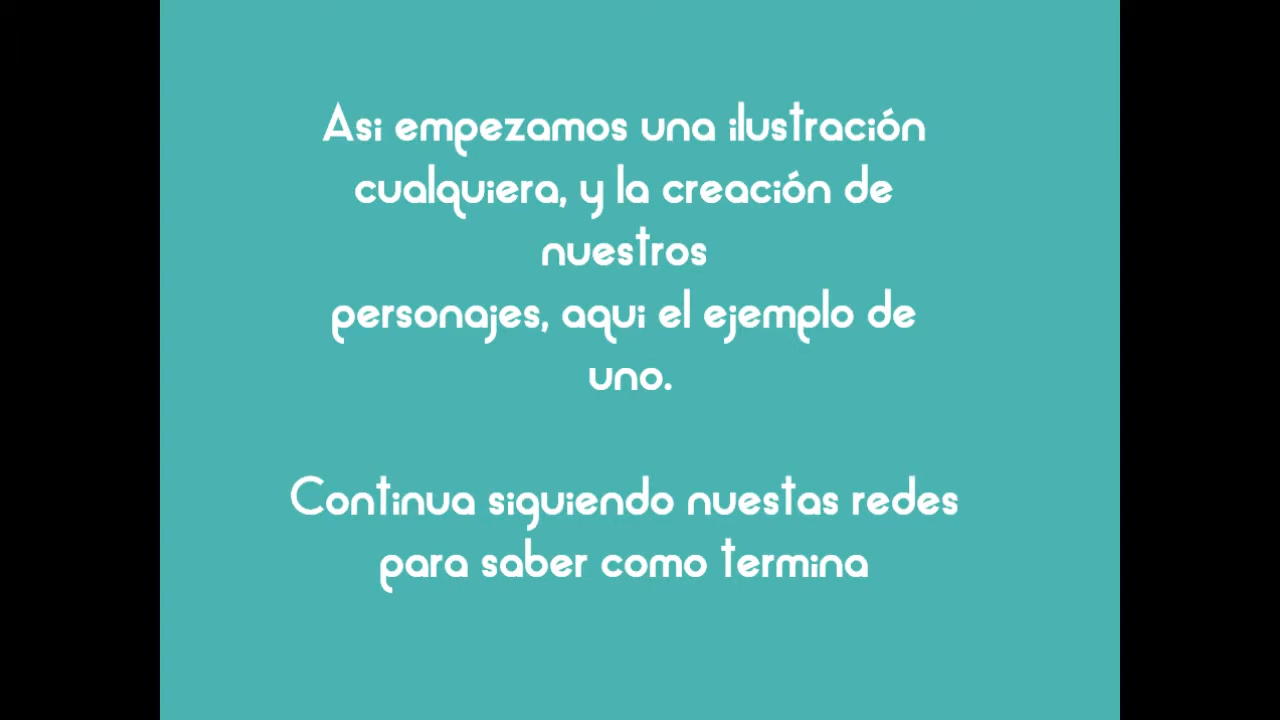 Asi empezamos una ilustración
cualquiera, y la creación de
nuestros
personajes, aqui el ejemplo de
uno.
Continua siguiendo nuestas redes
para saber como termina